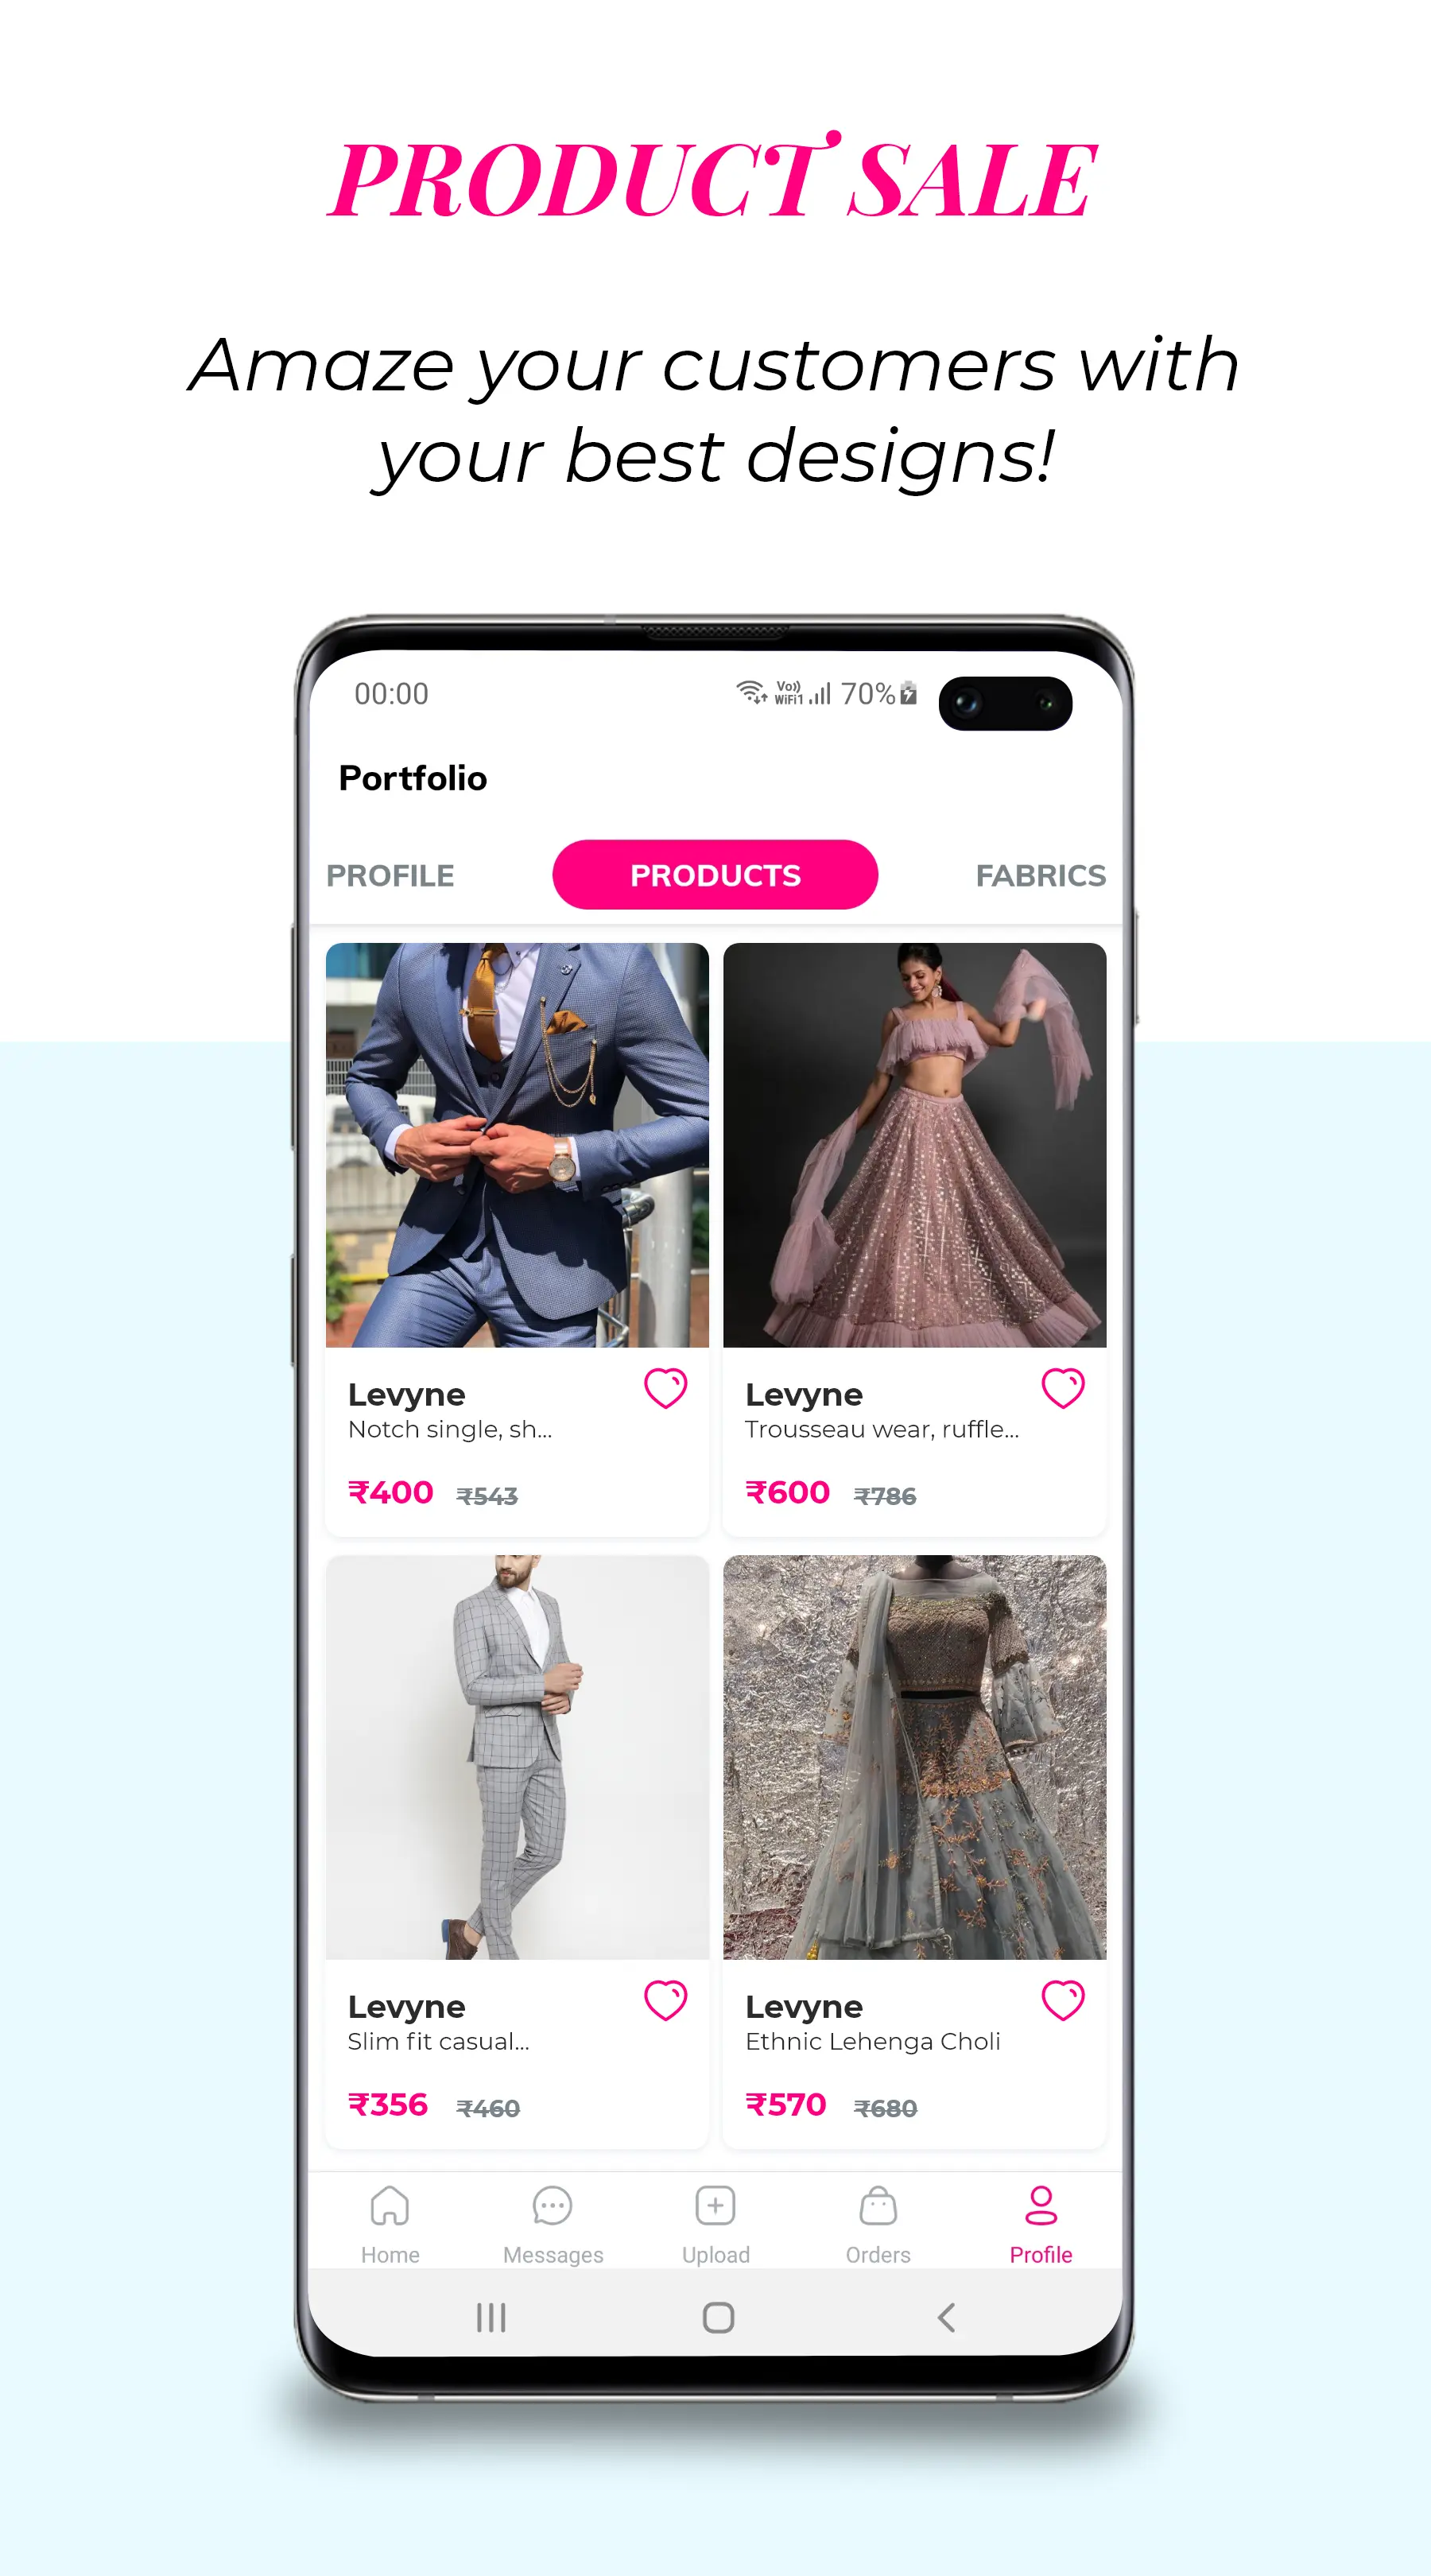 PRODUCT SALE
Amaze your customers with
your best designs!
00:00
Vo))
WiFi1
70%
Portfolio
PROFILE
PRODUCTS
FABRICS
Levyne
Notch single, sh...
₹400 ₹543
Levyne
Trousseau wear, ruffle...
₹600 ₹786
Levyne
Slim fit casual...
₹356 ₹460
Levyne
Ethnic Lehenga Choli
₹570 ₹680
Home
Messages
Upload
Orders
Profile